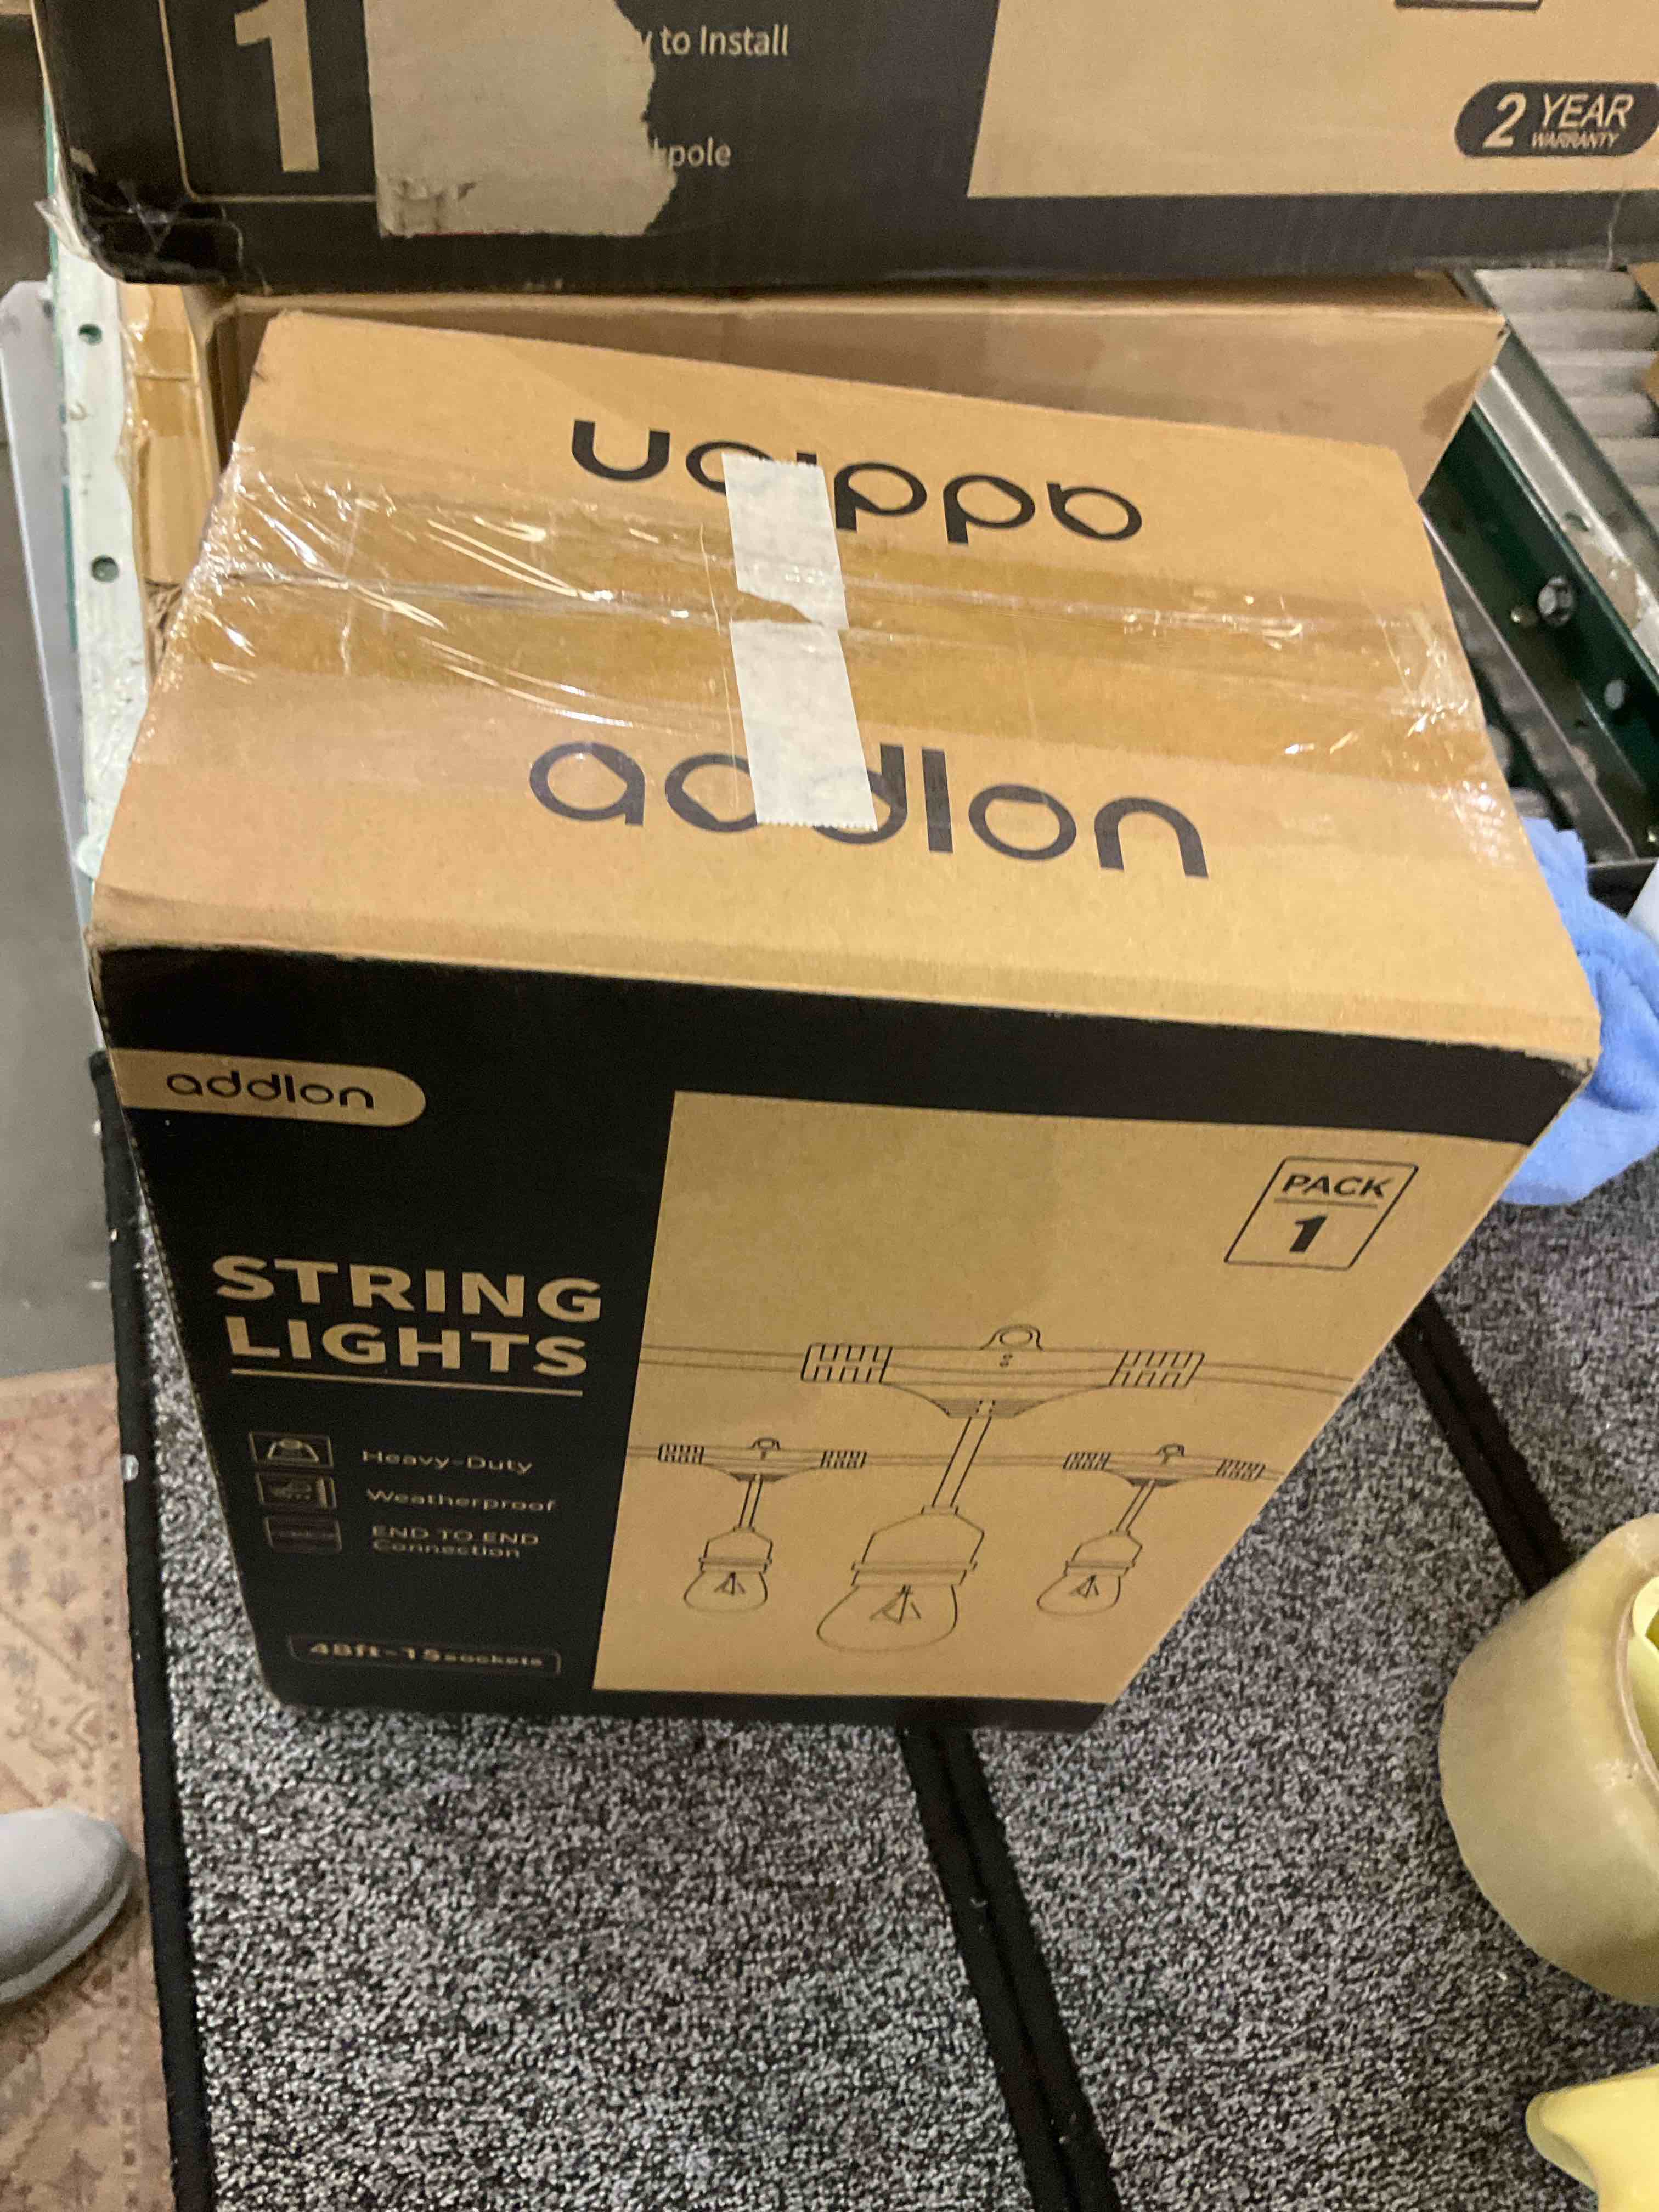 1
to Install
pole
2 YEAR
WARRANTY
addlon
addlon
addlon
PACK
1
STRING
LIGHTS
Heavy-Duty
Weatherproof
END TO END
Connection
48ft-15sockets